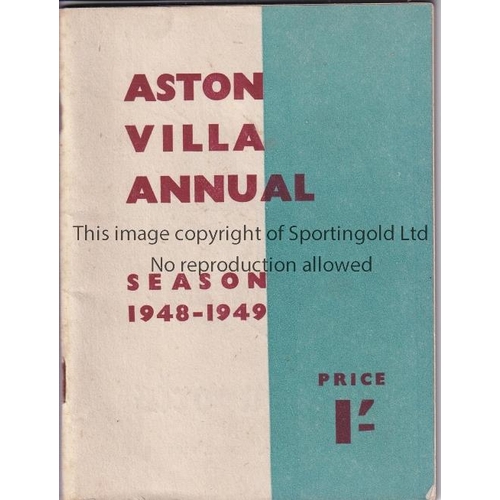 ASTON
VILLA
ANNUAL
This image copyright of Sportingold Ltd
No reproduction allowed
SEASON
1948-1949
PRICE
1/-